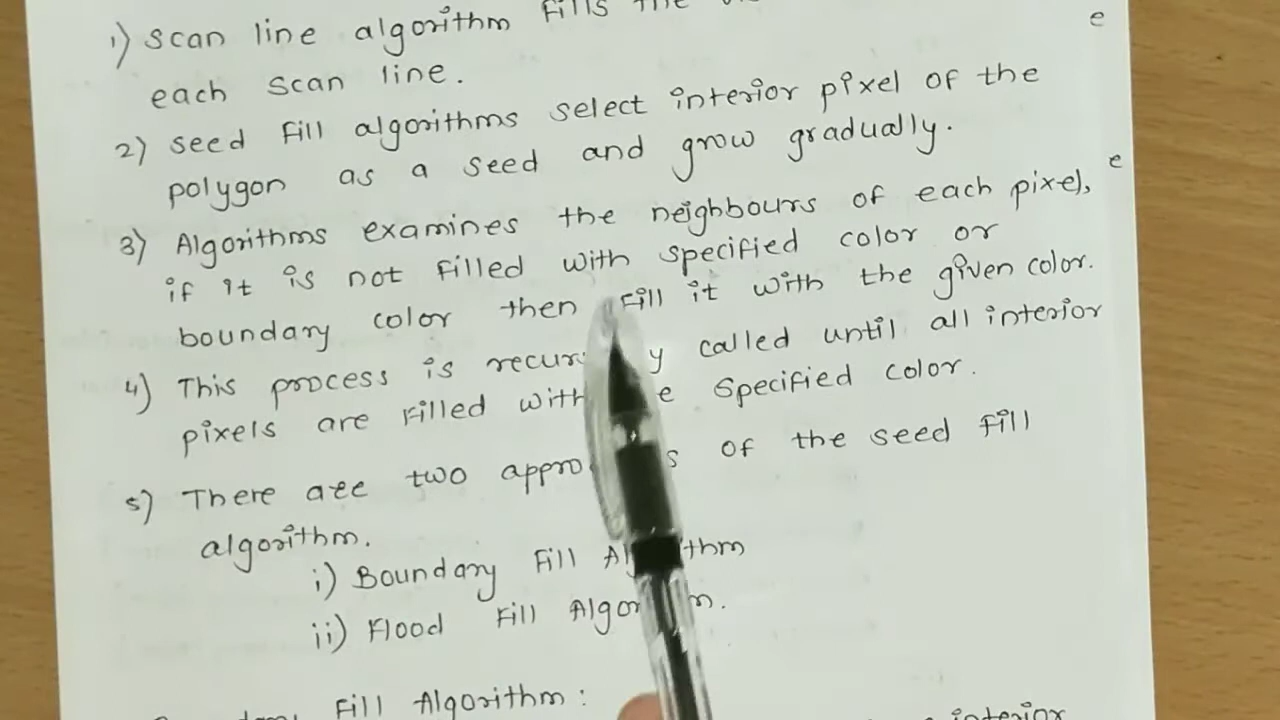 1) Scan line algorithm fills the
each scan line.
2) Seed fill algorithms select interior pixel of the
polygon as a seed and grow gradually.
3) Algorithms examines the neighbours of each pixel,
if it is not filled with specified color or
boundary color then fill it with the given color.
4) This process is called until all interior
pixels are filled specified color.
5) There are two of the seed fill
algorithm.
i) Boundary Fill
ii) Flood Fill
Fill Algorithm :
interior
e
e